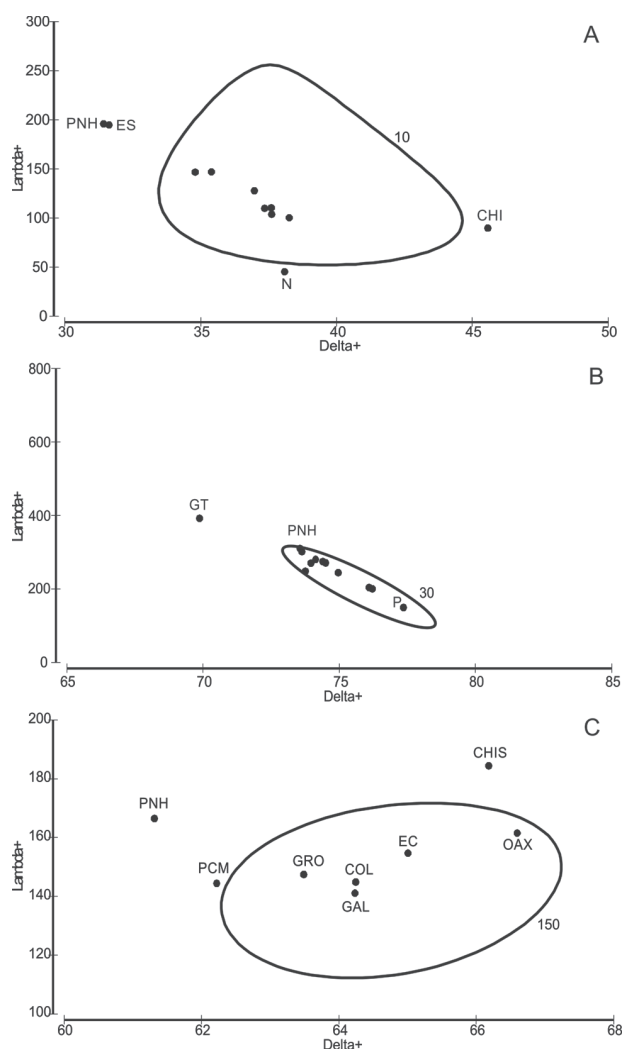 A
300
250
200
150
100
50
0
Lambda+
PNH ES
10
CHI
N
30 35 40 45 50
Delta+
B
800
600
400
200
0
Lambda+
GT
PNH
30
P
65 70 75 80 85
Delta+
C
200
180
160
140
120
100
Lambda+
CHIS
PNH
OAX
EC
GRO COL
PCM
GAL
150
60 62 64 66 68
Delta+